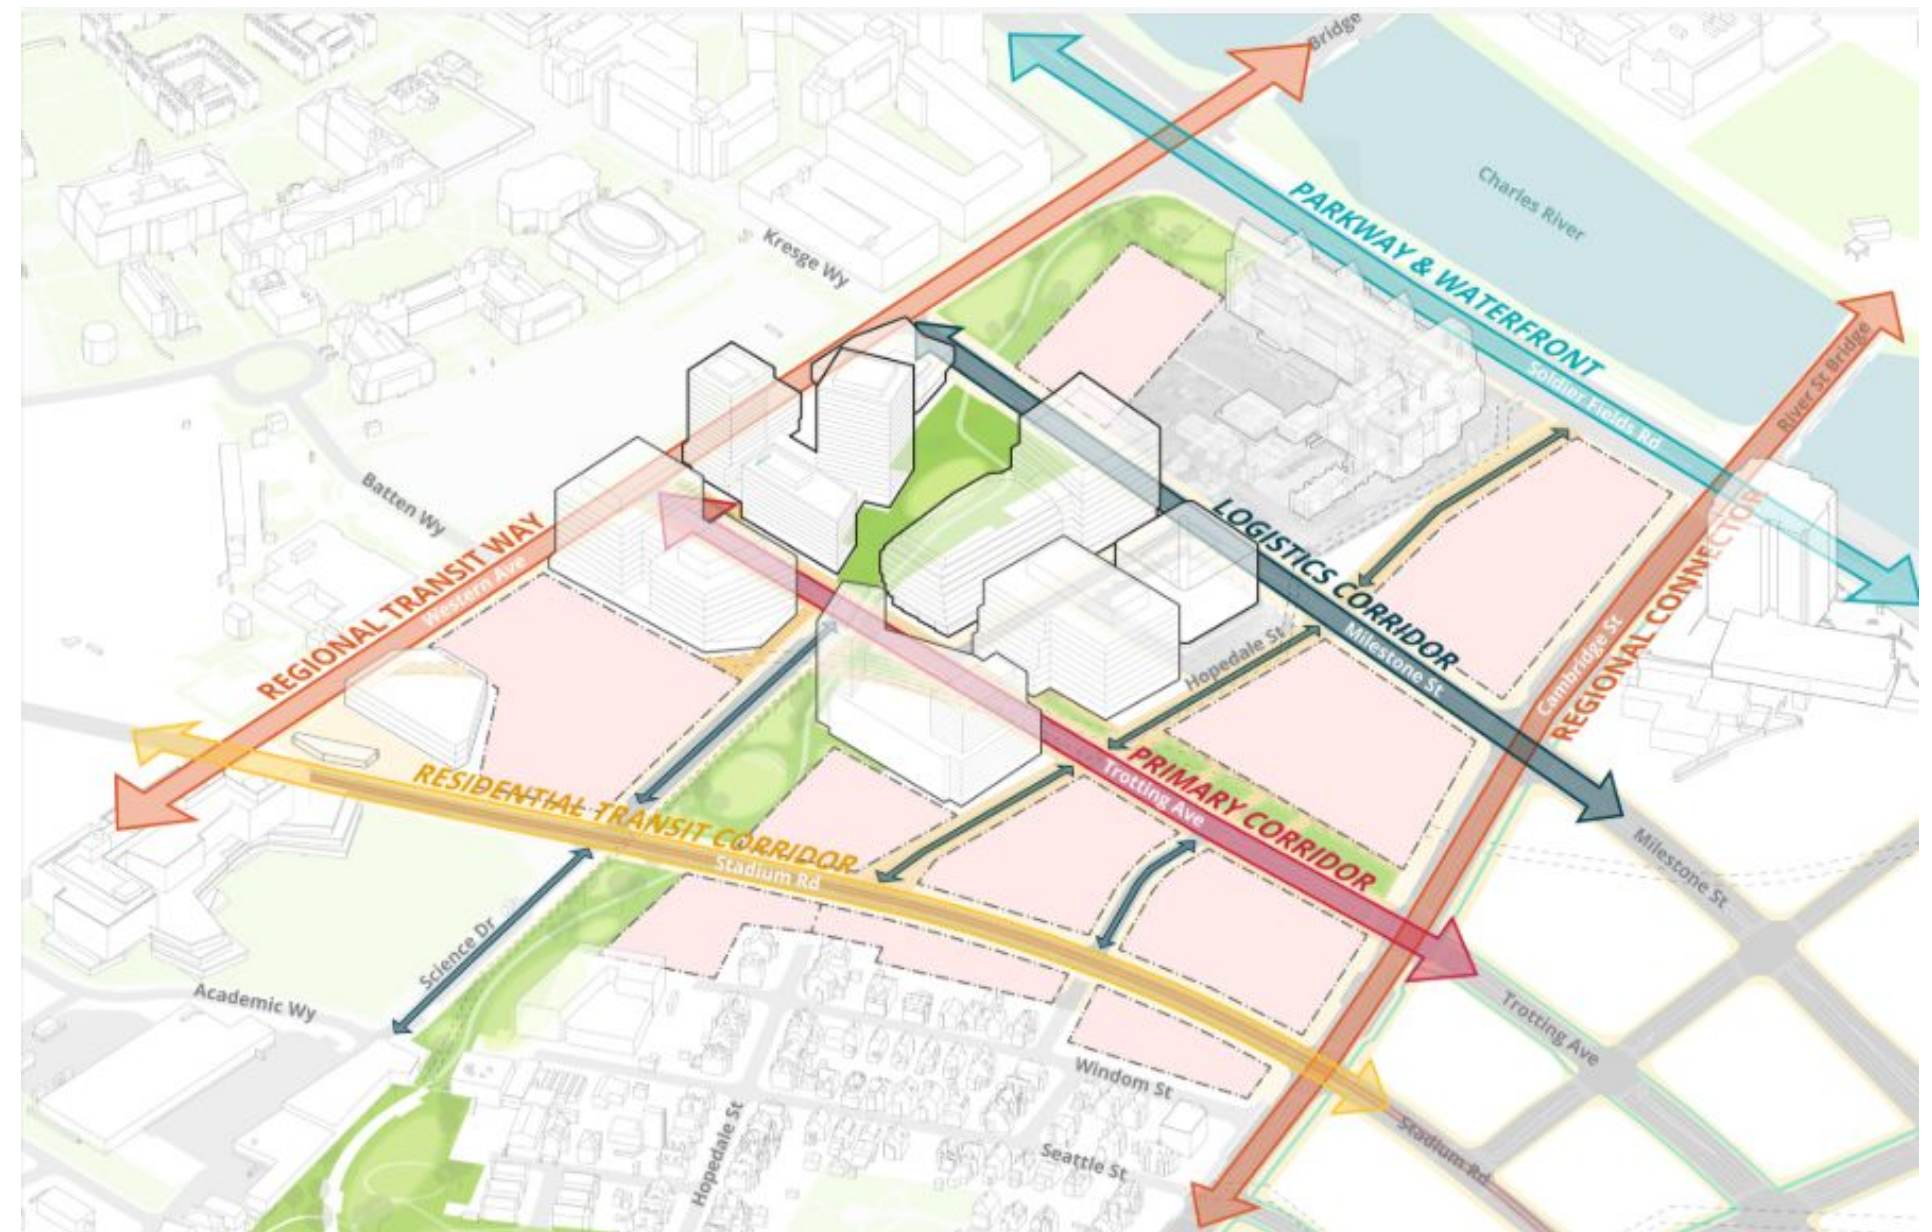 Bridge
Charles River
PARKWAY & WATERFRONT
Soldier Fields Rd
River St Bridge
Kresge Wy
Batten Wy
REGIONAL TRANSIT WAY
Western Ave
LOGISTICS CORRIDOR
Milestone St
Hopedale St
Cambridge St
REGIONAL CONNECTOR
PRIMARY CORRIDOR
Trotting Ave
RESIDENTIAL TRANSIT CORRIDOR
Stadium Rd
Milestone St
Science Dr
Academic Wy
Trotting Ave
Windom St
Hopedale St
Seattle St
Stadium Rd